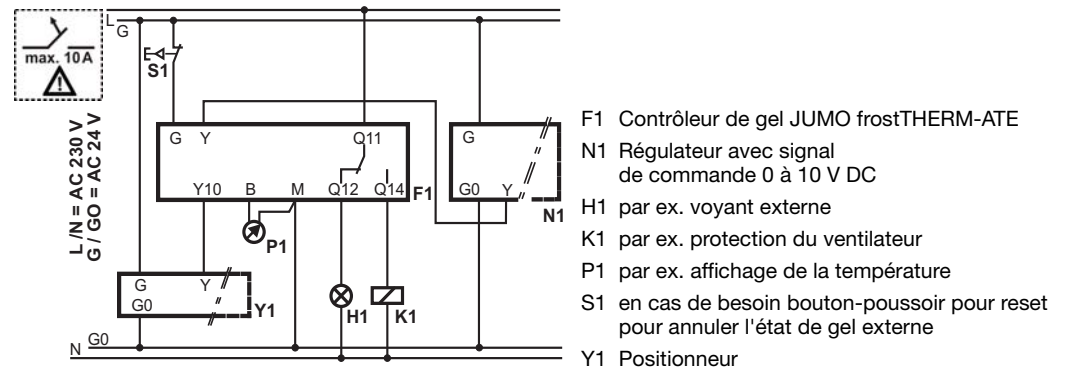 L
G
max. 10A
S1
L /N = AC 230 V
G / GO = AC 24 V
G Y Q11
Y10 B M Q12 Q14 F1
G
G0 Y
N1
P1
G Y
G0
Y1
H1 K1
N G0
F1 Contrôleur de gel JUMO frostTHERM-ATE
N1 Régulateur avec signal
de commande 0 à 10 V DC
H1 par ex. voyant externe
K1 par ex. protection du ventilateur
P1 par ex. affichage de la température
S1 en cas de besoin bouton-poussoir pour reset
pour annuler l'état de gel externe
Y1 Positionneur